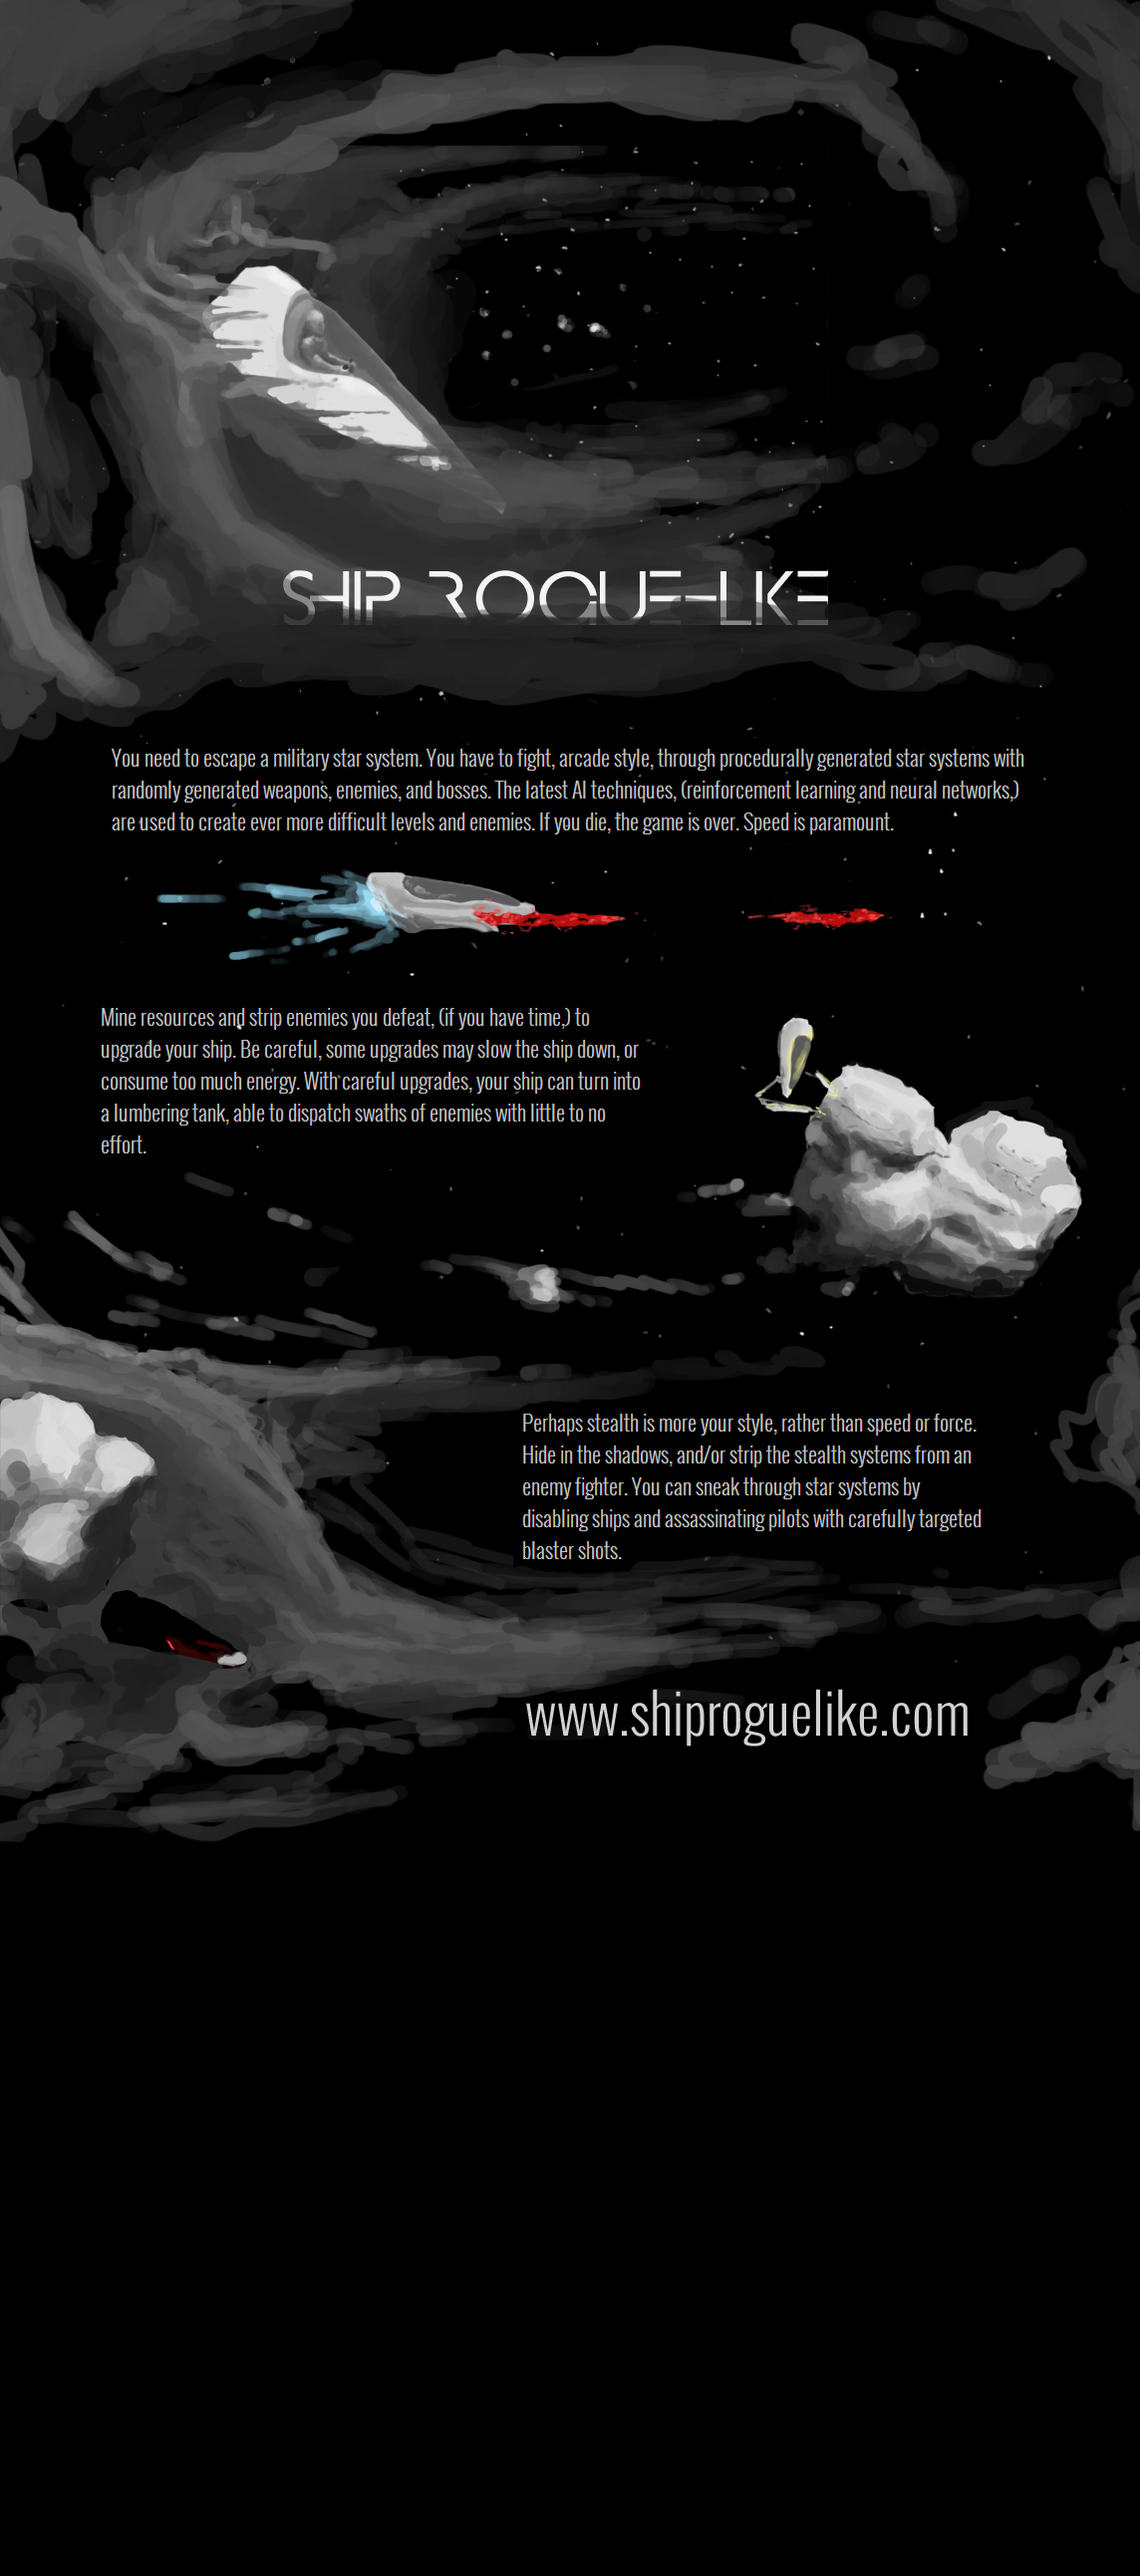 SHIP ROGUE-LIKE
You need to escape a military star system. You have to fight, arcade style, through procedurally generated star systems with
randomly generated weapons, enemies, and bosses. The latest AI techniques, (reinforcement learning and neural networks,)
are used to create ever more difficult levels and enemies. If you die, the game is over. Speed is paramount.
Mine resources and strip enemies you defeat, (if you have time,) to
upgrade your ship. Be careful, some upgrades may slow the ship down, or
consume too much energy. With careful upgrades, your ship can turn into
a lumbering tank, able to dispatch swaths of enemies with little to no
effort.
Perhaps stealth is more your style, rather than speed or force.
Hide in the shadows, and/or strip the stealth systems from an
enemy fighter. You can sneak through star systems by
disabling ships and assassinating pilots with carefully targeted
blaster shots.
www.shiproguelike.com